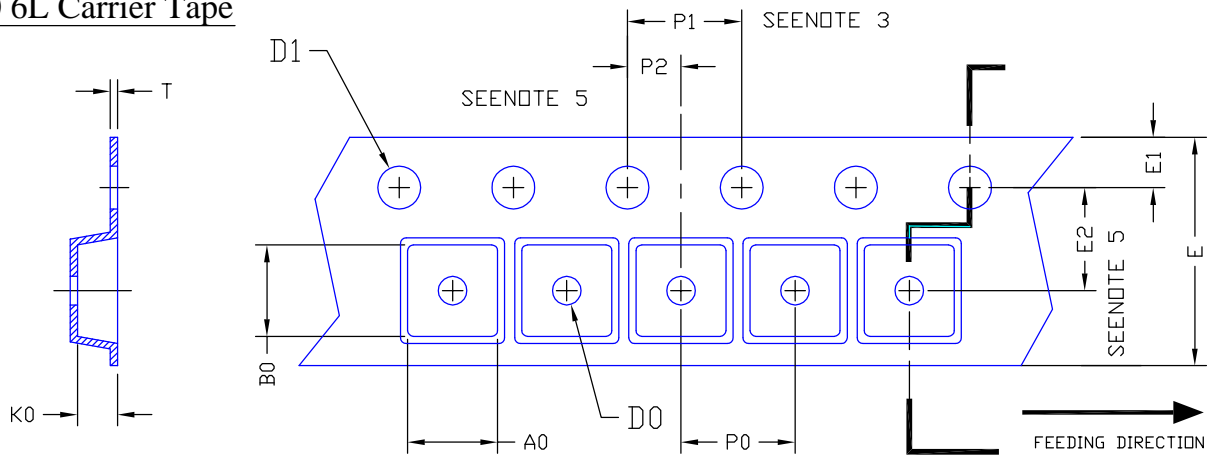 6L Carrier Tape
P1
SEENOTE 3
D1
P2
T
SEENOTE 5
E1
E2
E
SEENOTE 5
B0
K0
D0
A0
P0
FEEDING DIRECTION